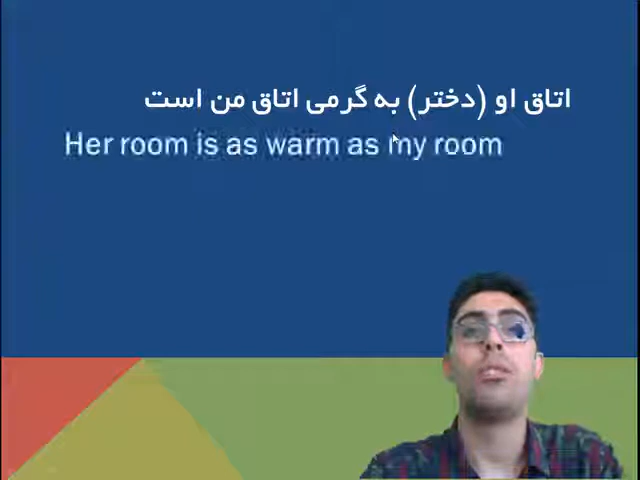 اتاق او (دختر) به گرمی اتاق من است
Her room is as warm as my room